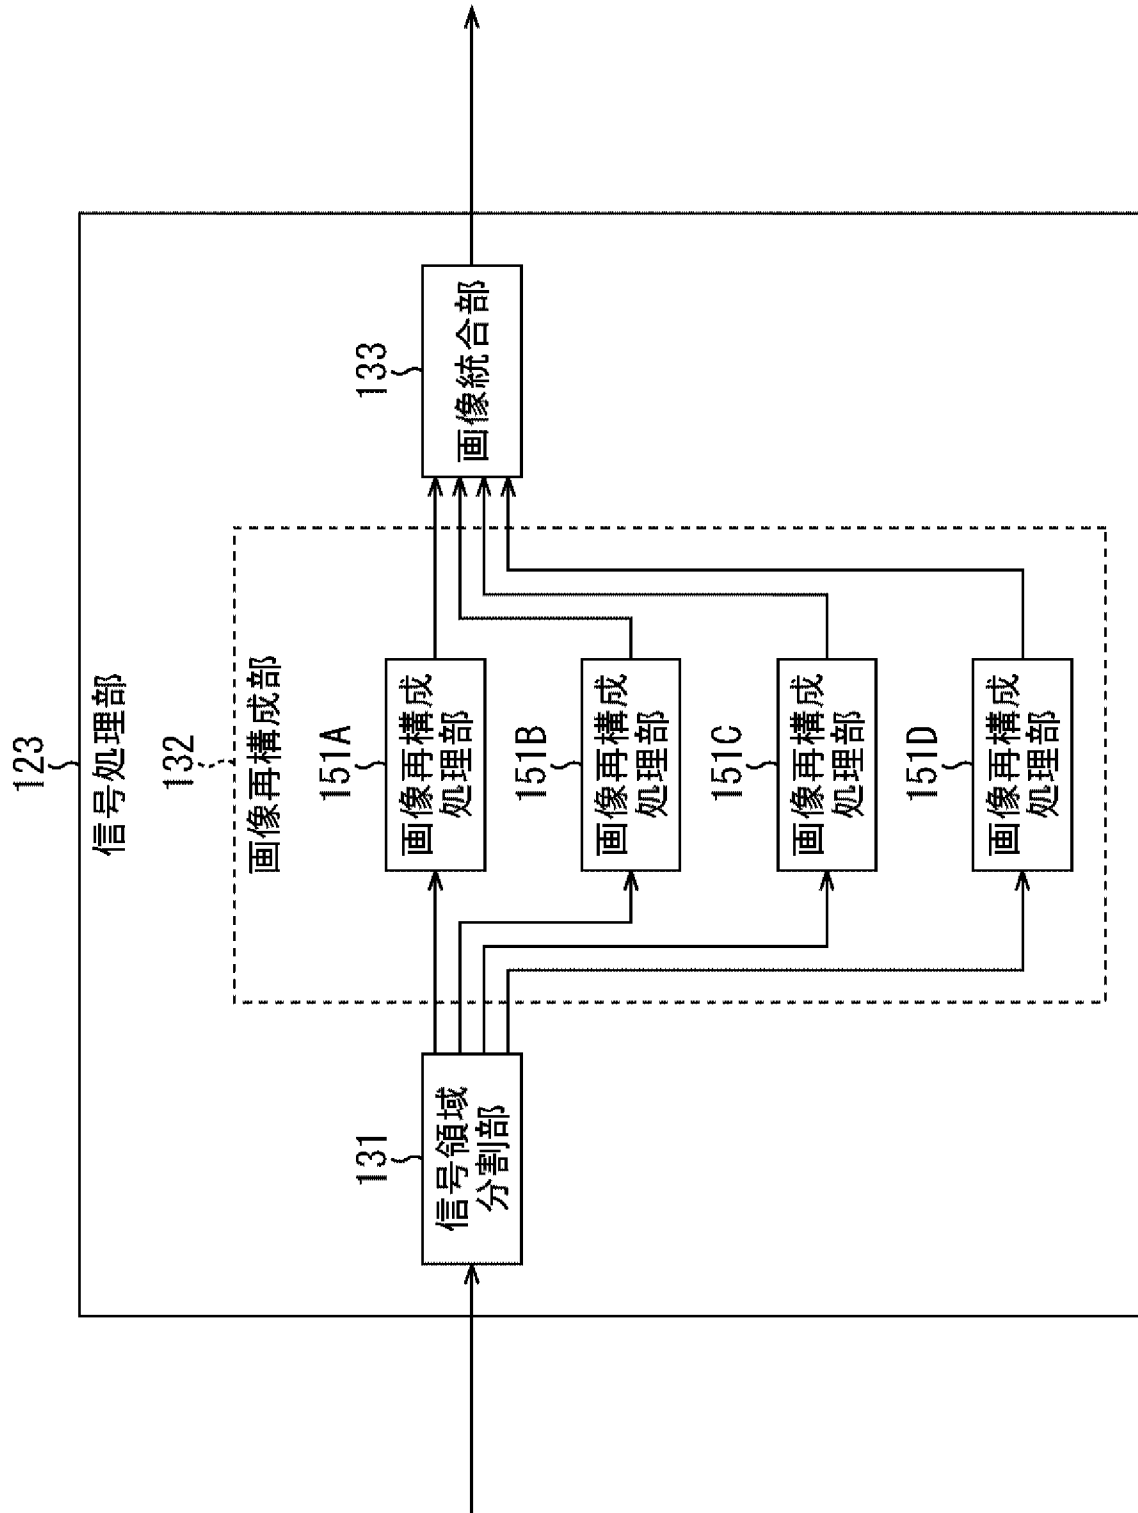 123
信号処理部
132
画像再構成部
131
信号領域
分割部
151A
画像再構成
処理部
151B
画像再構成
処理部
151C
画像再構成
処理部
151D
画像再構成
処理部
133
画像統合部